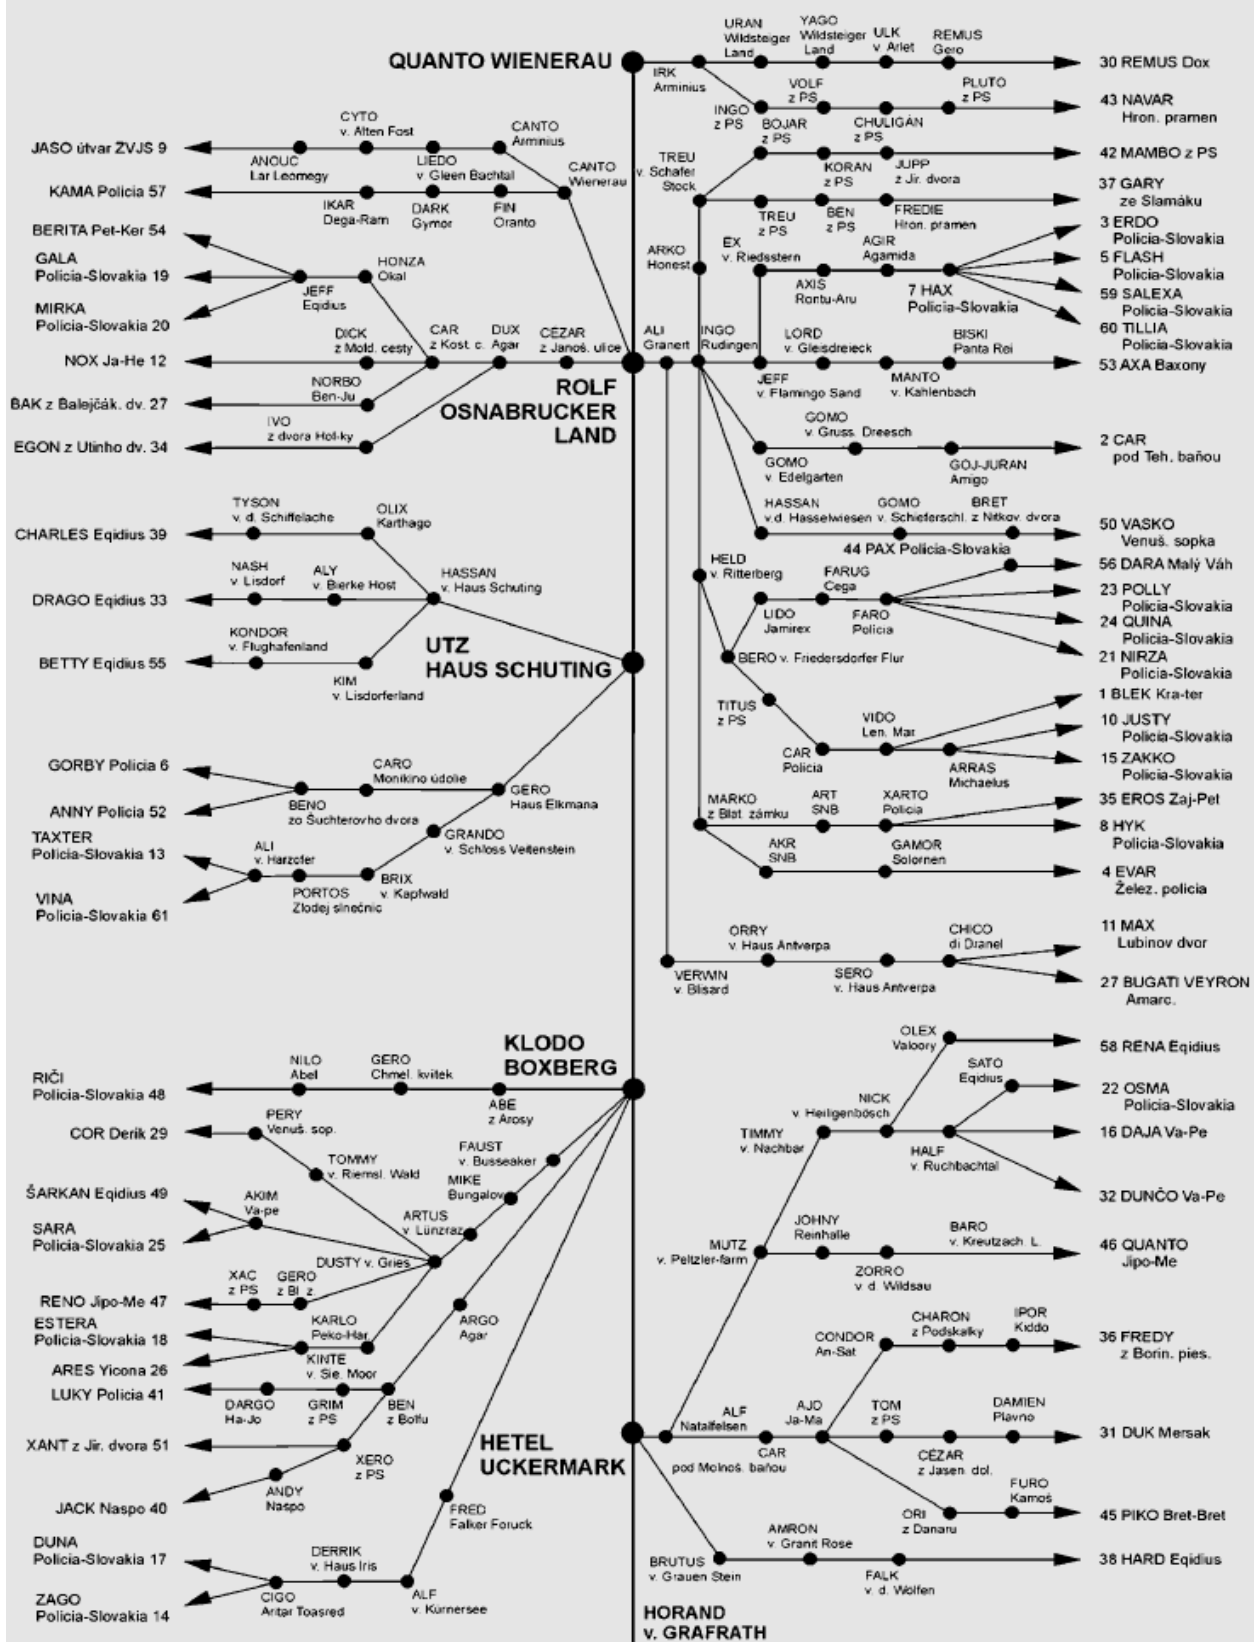 QUANTO WIENERAU
IRK
Arminius
URAN
Wildsteiger
Land
YAGO
Wildsteiger
Land
ULK
v. Arlet
REMUS
Gero
30 REMUS Dox
INGO
z PS
VOLF
z PS
CHULIGÁN
z PS
PLUTO
z PS
43 NAVAR
Hron. pramen
TREU
v. Schafer
Stock
BOJAR
z PS
KORAN
z PS
JUPP
z Jir. dvora
42 MAMBO z PS
TREU
z PS
BEN
z PS
FREDIE
Hron. pramen
37 GARY
ze Slamáku
ARKO
Honest
EX
v. Riedsstern
AXIS
Rontu-Aru
AGIR
Agamida
7 HAX
Policia-Slovakia
3 ERDO
Policia-Slovakia
5 FLASH
Policia-Slovakia
59 SALEXA
Policia-Slovakia
60 TILLIA
Policia-Slovakia
ALI
Granert
INGO
Rudingen
JEFF
v. Flamingo Sand
LORD
v. Gleisdreieck
MANTO
v. Kahlenbach
BISKI
Panta Rei
53 AXA Baxony
GOMO
v. Edelgarten
GOMO
v. Gruss. Dreesch
GOJ-JURAN
Amigo
2 CAR
pod Teh. baňou
HASSAN
v.d. Hasselwiesen
GOMO
v. Schieferschl.
BRET
z Nitkov. dvora
50 VASKO
Venuš. sopka
HELD
v. Ritterberg
44 PAX Policia-Slovakia
56 DARA Malý Váh
LIDO
Jamirex
FARUG
Cega
FARO
Policia
23 POLLY
Policia-Slovakia
24 QUINA
Policia-Slovakia
21 NIRZA
Policia-Slovakia
BERO v. Friedersdorfer Flur
TITUS
z PS
CAR
Policia
VIDO
Len. Mar
ARRAS
Michaelus
1 BLEK Kra-ter
10 JUSTY
Policia-Slovakia
15 ZAKKO
Policia-Slovakia
MARKO
z Blat. zámku
ART
SNB
XARTO
Policia
35 EROS Zaj-Pet
8 HYK
Policia-Slovakia
AKR
SNB
GAMOR
Solornen
4 EVAR
Želez. policia
VERWIN
v. Blisard
ORRY
v. Haus Antverpa
SERO
v. Haus Antverpa
CHICO
di Dranel
11 MAX
Lubinov dvor
27 BUGATI VEYRON
Amarc.
JASO útvar ZVJS 9
ANOUC
Lar Leomegy
CYTO
v. Alten Fost
LIEDO
v. Gleen Bachtal
CANTO
Arminius
CANTO
Wienerau
KAMA Policia 57
IKAR
Dega-Ram
DARK
Gymor
FIN
Oranto
BERITA Pet-Ker 54
GALA
Policia-Slovakia 19
MIRKA
Policia-Slovakia 20
JEFF
Eqidius
HONZA
Okal
NOX Ja-He 12
DICK
z Mold. cesty
CAR
z Kost. c.
DUX
Agar
CÉZAR
z Janoš. ulice
BAK z Balejčák. dv. 27
NORBO
Ben-Ju
EGON z Utinho dv. 34
IVO
z dvora Hol-ky
ROLF
OSNABRUCKER
LAND
CHARLES Eqidius 39
TYSON
v. d. Schiffelache
OLIX
Karthago
DRAGO Eqidius 33
NASH
v. Lisdorf
ALY
v. Bierke Host
HASSAN
v. Haus Schuting
BETTY Eqidius 55
KONDOR
v. Flughafenland
KIM
v. Lisdorferland
UTZ
HAUS SCHUTING
GORBY Policia 6
ANNY Policia 52
BENO
zo Šuchterovho dvora
CARO
Monikino údolie
GERO
Haus Elkmana
TAXTER
Policia-Slovakia 13
VINA
Policia-Slovakia 61
ALI
v. Harzofer
PORTOS
Zlodej slnečnic
BRIX
v. Kapfwald
GRANDO
v. Schloss Veitenstein
KLODO
BOXBERG
RIČI
Policia-Slovakia 48
NILO
Abel
GERO
Chmel. kvitek
ABE
z Arosy
COR Derik 29
PERY
Venuš. sop.
TOMMY
v. Riemsl. Wald
FAUST
v. Busseaker
MIKE
Bungalow
ARTUS
v. Lünzraz
ŠARKAN Eqidius 49
SARA
Policia-Slovakia 25
AKIM
Va-pe
DUSTY v. Gries
RENO Jipo-Me 47
XAC
z PS
GERO
z Bl. z.
ESTERA
Policia-Slovakia 18
ARES Yicona 26
KARLO
Peko-Har
KINTE
v. Sie. Moor
ARGO
Agar
LUKY Policia 41
DARGO
Ha-Jo
GRIM
z PS
BEN
z Bolfu
XANT z Jir. dvora 51
XERO
z PS
JACK Naspo 40
ANDY
Naspo
FRED
Falker Foruck
DUNA
Policia-Slovakia 17
ZAGO
Policia-Slovakia 14
CIGO
Aritar Toasred
DERRIK
v. Haus Iris
ALF
v. Kürnersee
HETEL
UCKERMARK
TIMMY
v. Nachbar
NICK
v. Heiligenbösch
OLEX
Valoory
58 RENA Eqidius
SATO
Eqidius
22 OSMA
Policia-Slovakia
HALF
v. Ruchbachtal
16 DAJA Va-Pe
32 DUNČO Va-Pe
MUTZ
v. Peltzler-farm
JOHNY
Reinhalle
ZORRO
v. d. Wildsau
BARO
v. Kreutzach. L.
46 QUANTO
Jipo-Me
CONDOR
An-Sat
CHARON
z Podskalky
IPOR
Kiddo
36 FREDY
z Borin. pies.
ALF
Natalfelsen
CAR
pod Molnoš. baňou
AJO
Ja-Ma
TOM
z PS
CÉZAR
z Jasen. dol.
DAMIEN
Plavno
31 DUK Mersak
ORI
z Danaru
FURO
Kamoš
45 PIKO Bret-Bret
BRUTUS
v. Grauen Stein
AMRON
v. Granit Rose
FALK
v. d. Wolfen
38 HARD Eqidius
HORAND
v. GRAFRATH